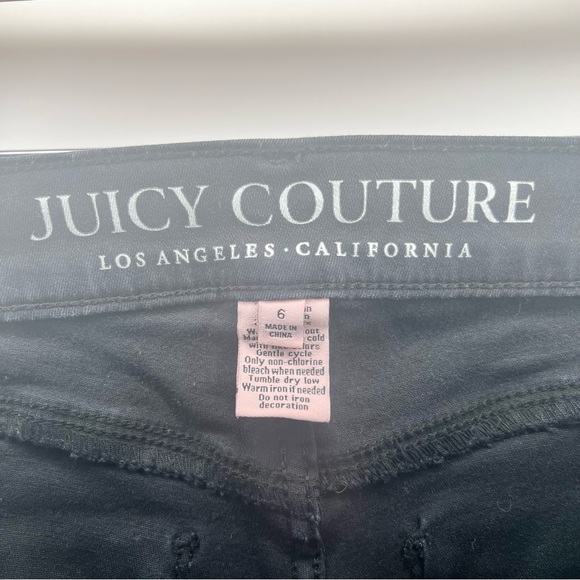 JUICY COUTURE
LOS ANGELES · CALIFORNIA
6
MADE IN
CHINA
cold
Gentle cycle
Only non-chlorine
bleach when needed
Tumble dry low
Warm iron if needed
Do not iron
decoration